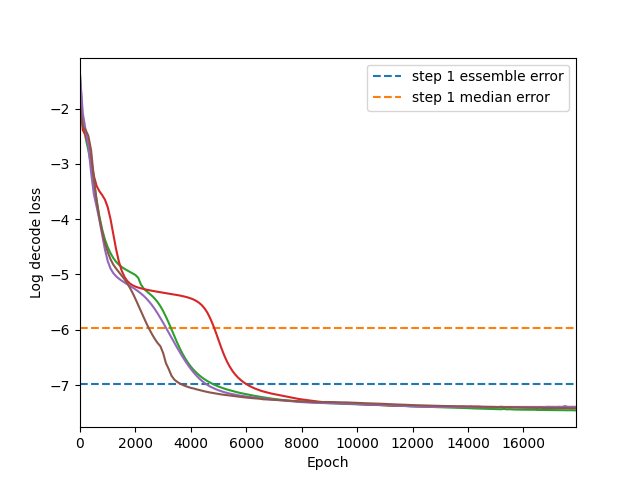 step 1 essemble error
step 1 median error
−2
−3
−4
−5
−6
−7
Log decode loss
0 2000 4000 6000 8000 10000 12000 14000 16000
Epoch